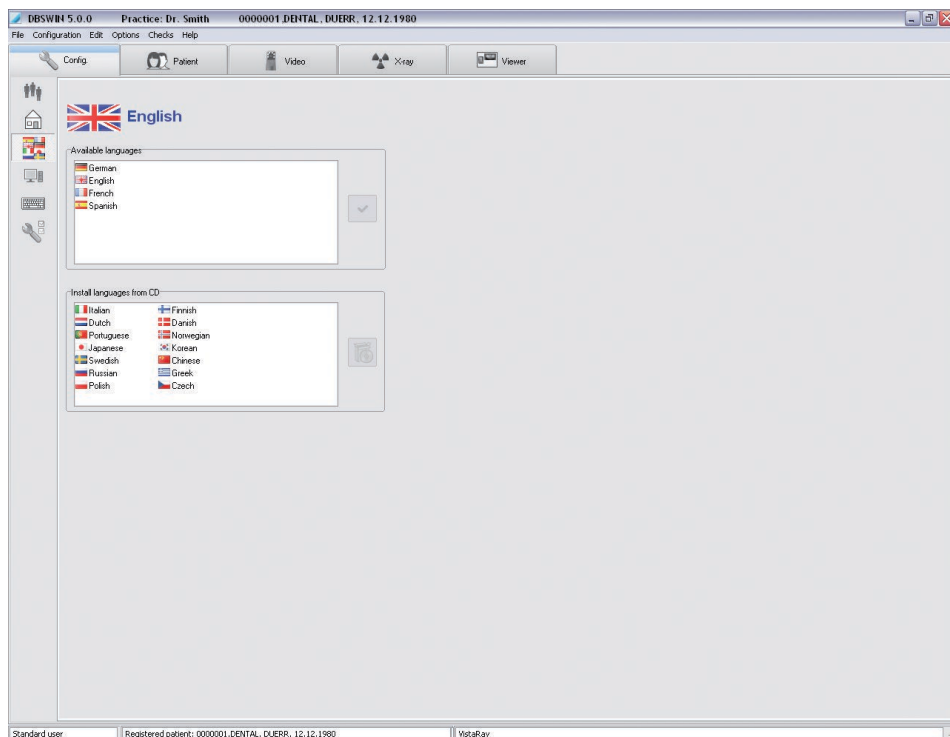 DBSWIN 5.0.0 Practice: Dr. Smith 0000001,DENTAL, DUERR, 12.12.1980
File Configuration Edit Options Checks Help
Config. Patient Video X-ray Viewer
English
Available languages
German
English
French
Spanish
Install languages from CD
Italian
Dutch
Portuguese
Japanese
Swedish
Russian
Polish
Finnish
Danish
Norwegian
Korean
Chinese
Greek
Czech
Standard user Registered patient: 0000001,DENTAL, DUERR, 12.12.1980 VistaRay